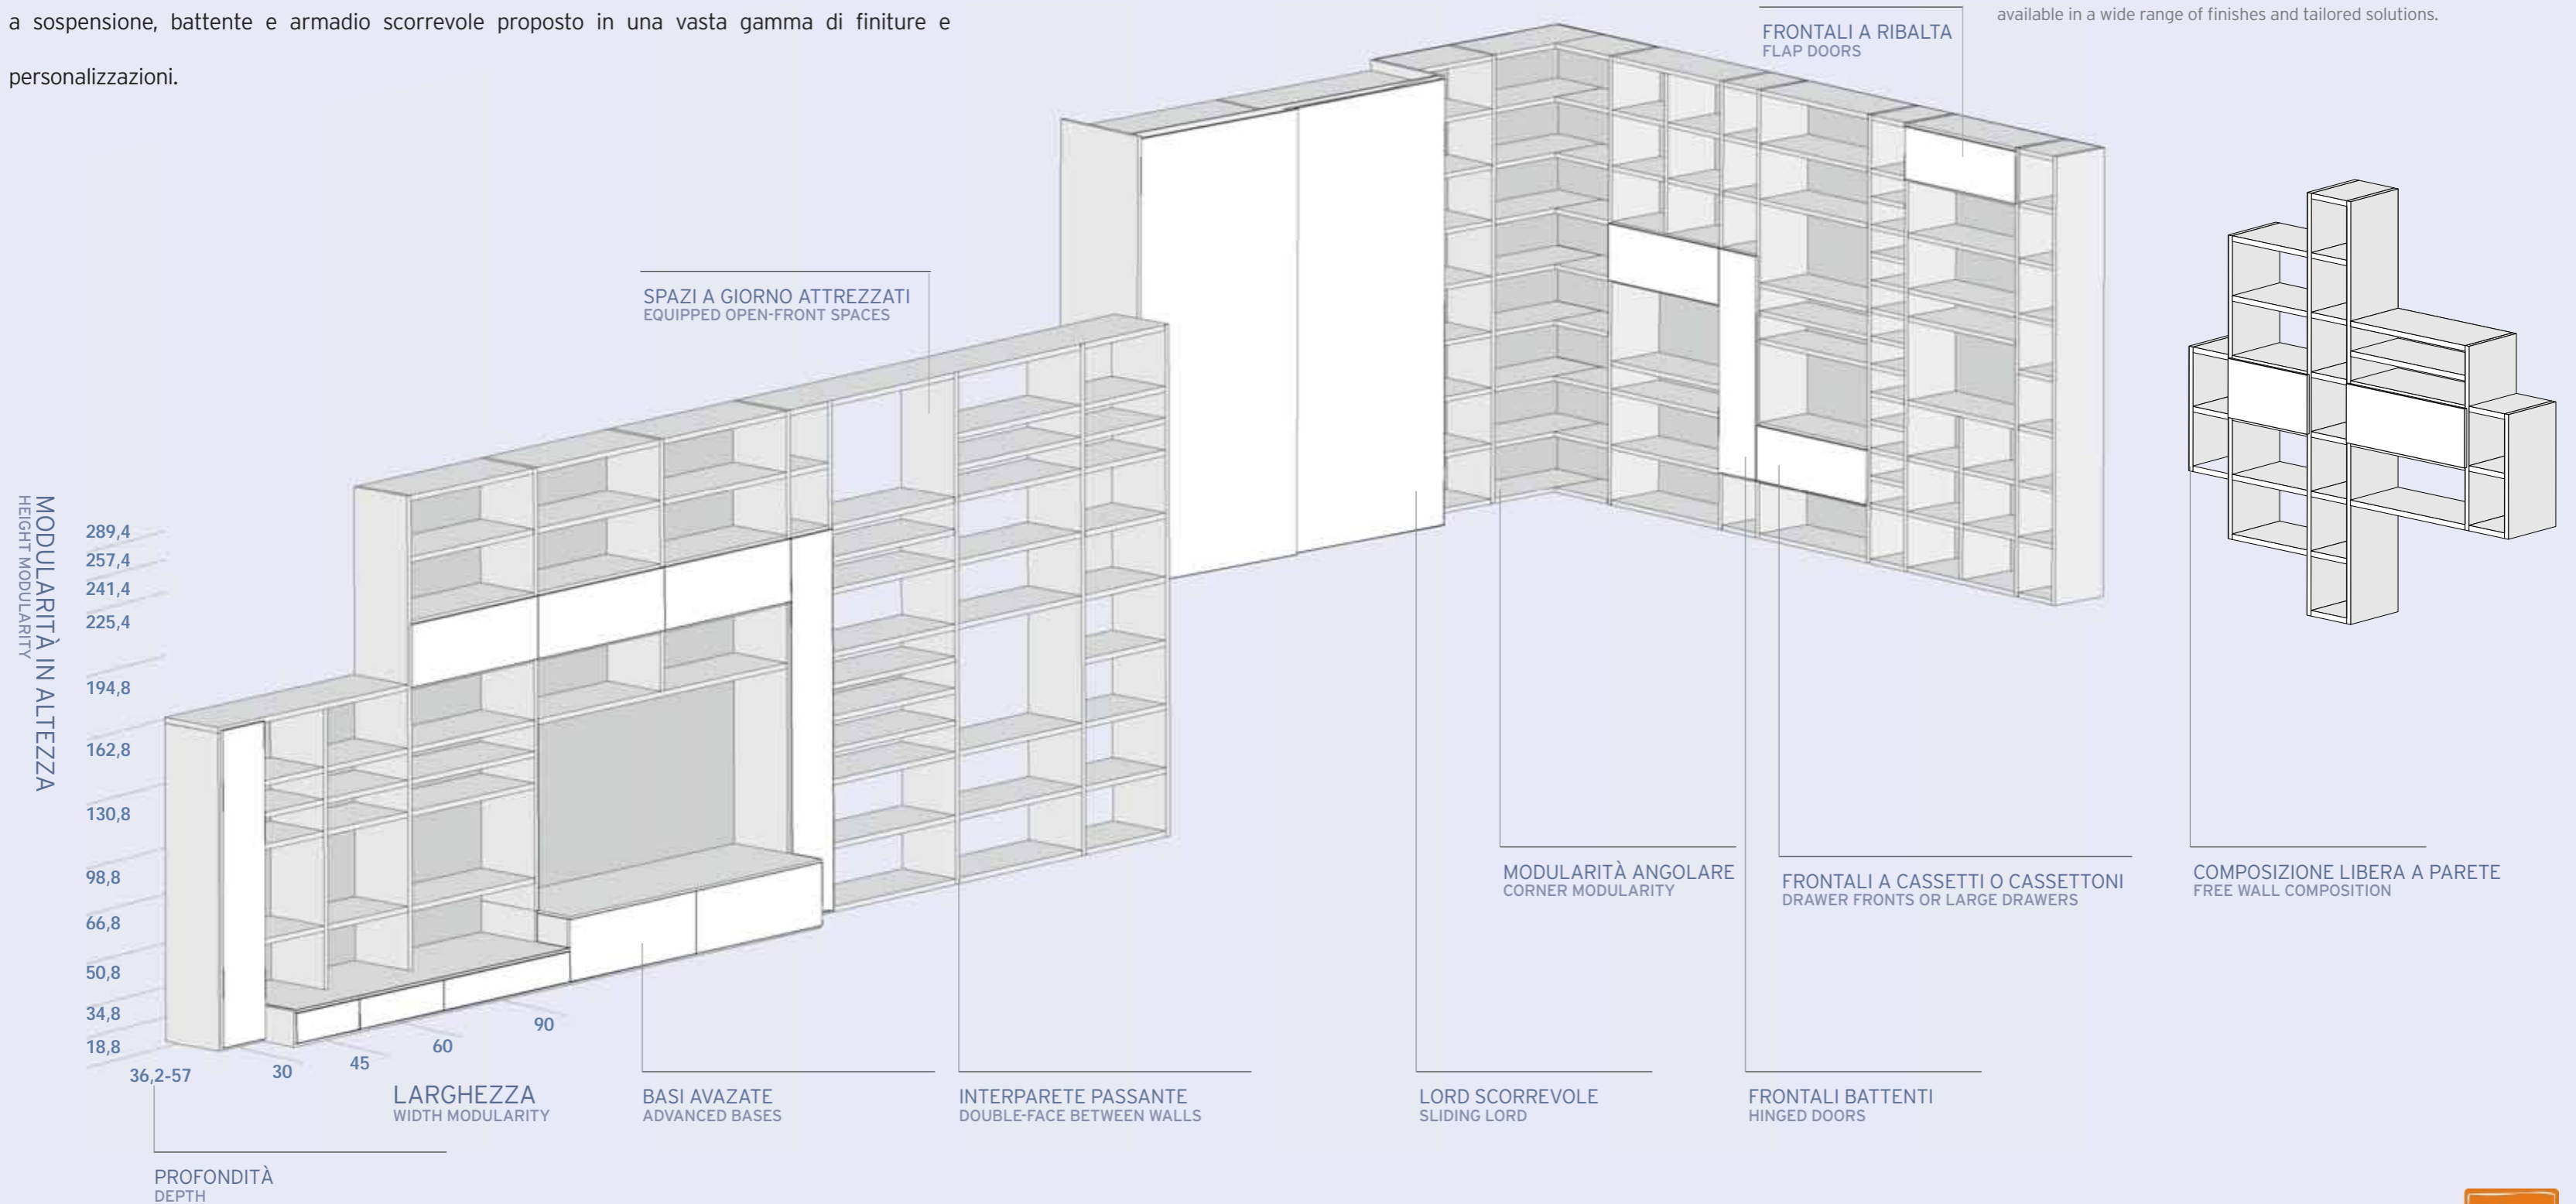 a sospensione, battente e armadio scorrevole proposto in una vasta gamma di finiture e
personalizzazioni.
available in a wide range of finishes and tailored solutions.
FRONTALI A RIBALTA
FLAP DOORS
SPAZI A GIORNO ATTREZZATI
EQUIPPED OPEN-FRONT SPACES
MODULARITÀ IN ALTEZZA
HEIGHT MODULARITY
289,4
257,4
241,4
225,4
194,8
162,8
130,8
98,8
66,8
50,8
34,8
18,8
36,2-57
30
45
60
90
LARGHEZZA
WIDTH MODULARITY
PROFONDITÀ
DEPTH
BASI AVAZATE
ADVANCED BASES
INTERPARETE PASSANTE
DOUBLE-FACE BETWEEN WALLS
LORD SCORREVOLE
SLIDING LORD
MODULARITÀ ANGOLARE
CORNER MODULARITY
FRONTALI BATTENTI
HINGED DOORS
FRONTALI A CASSETTI O CASSETTONI
DRAWER FRONTS OR LARGE DRAWERS
COMPOSIZIONE LIBERA A PARETE
FREE WALL COMPOSITION